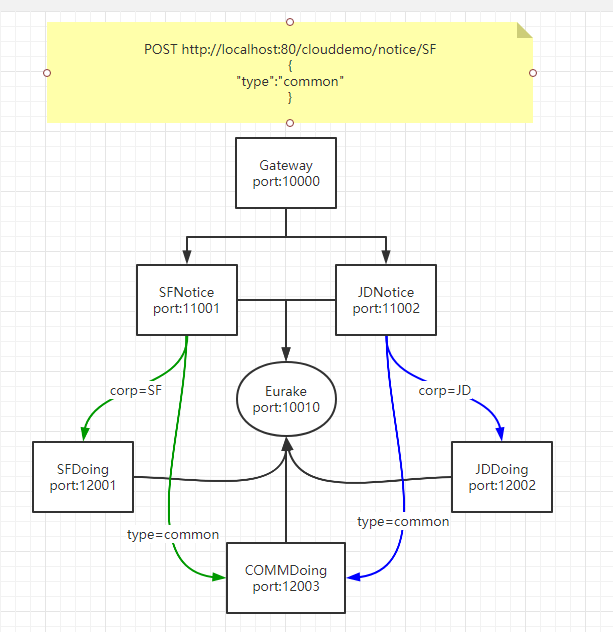 POST http://localhost:80/clouddemo/notice/SF
{
"type":"common"
}
Gateway
port:10000
SFNotice
port:11001
JDNotice
port:11002
corp=SF
Eurake
port:10010
corp=JD
SFDoing
port:12001
JDDoing
port:12002
type=common
type=common
COMMDoing
port:12003